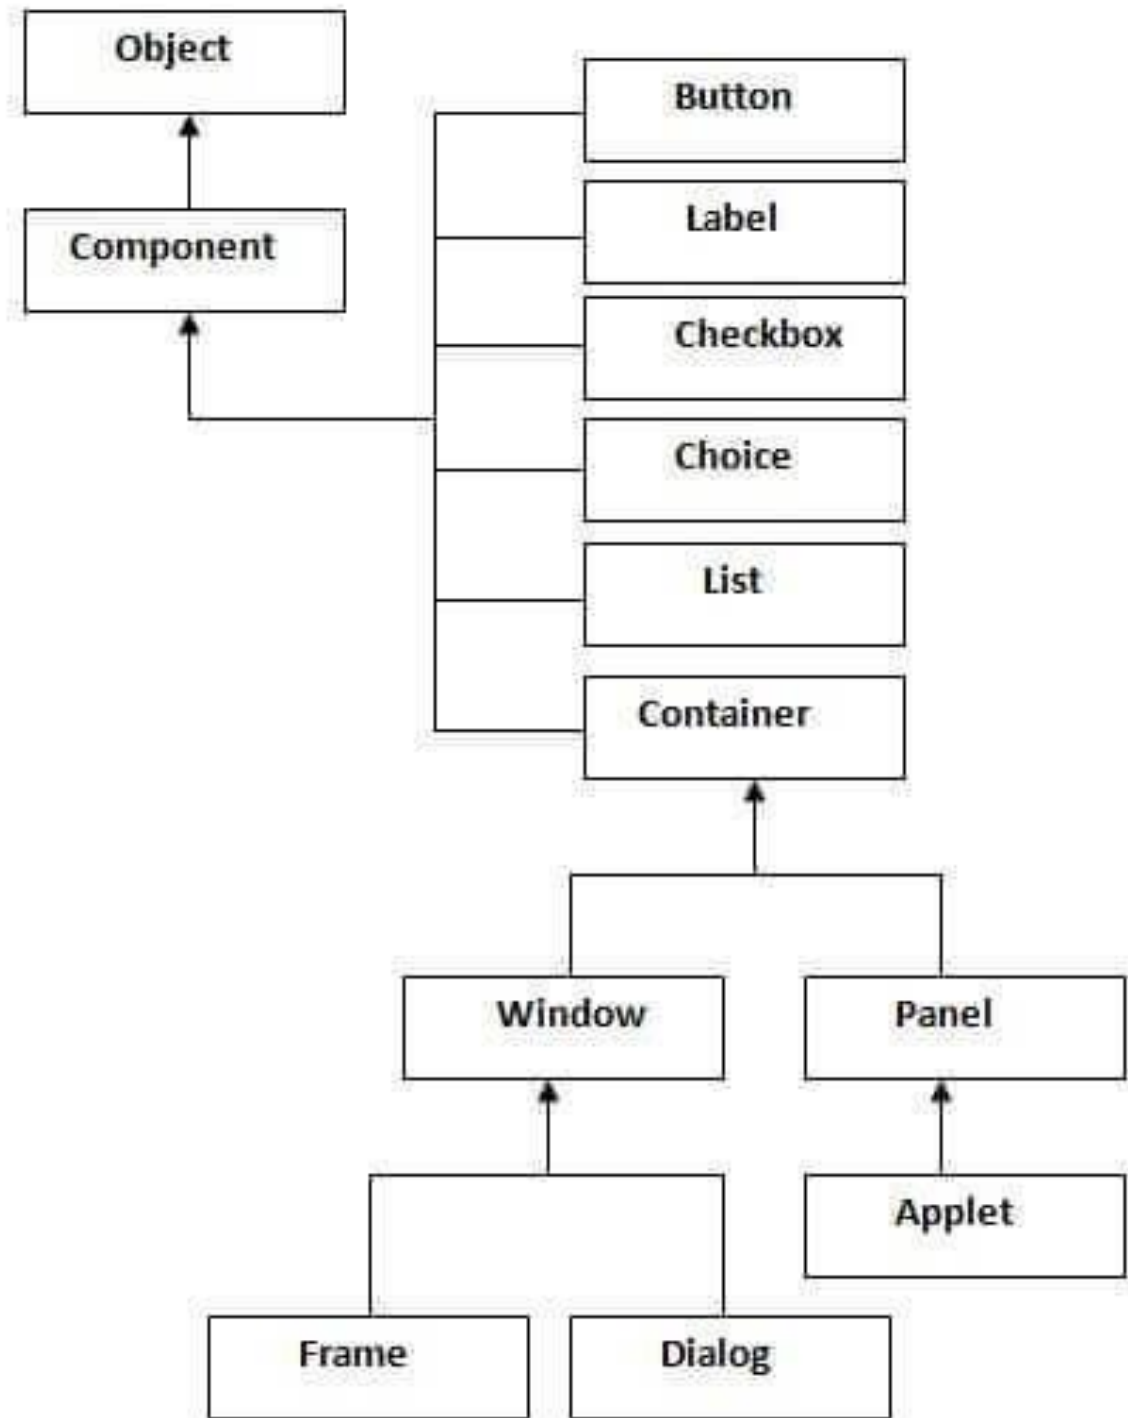 Object
Button
Label
Component
Checkbox
Choice
List
Container
Window
Panel
Applet
Frame
Dialog